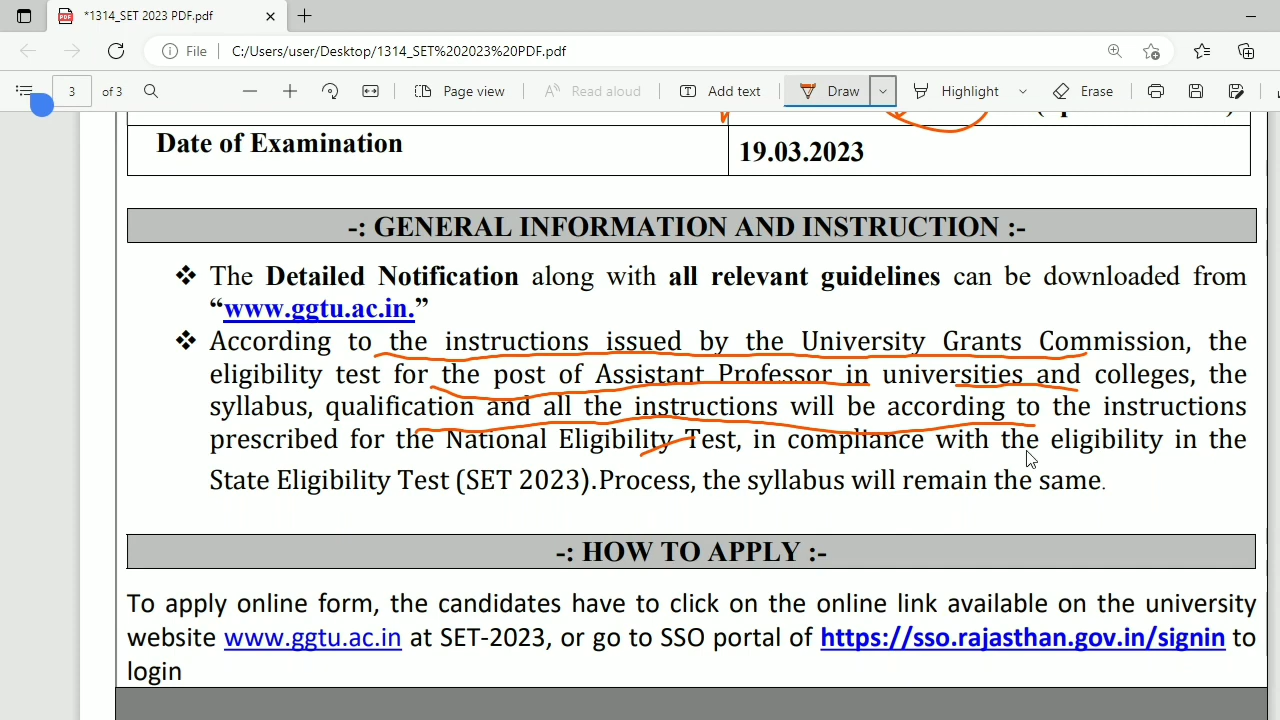 *1314_SET 2023 PDF.pdf
File
C:/Users/user/Desktop/1314_SET%202023%20PDF.pdf
3 of 3
Page view
Read aloud
Add text
Draw
Highlight
Erase
Date of Examination
19.03.2023
-: GENERAL INFORMATION AND INSTRUCTION :-
❖ The Detailed Notification along with all relevant guidelines can be downloaded from
“www.ggtu.ac.in.”
❖ According to the instructions issued by the University Grants Commission, the
eligibility test for the post of Assistant Professor in universities and colleges, the
syllabus, qualification and all the instructions will be according to the instructions
prescribed for the National Eligibility Test, in compliance with the eligibility in the
State Eligibility Test (SET 2023).Process, the syllabus will remain the same.
-: HOW TO APPLY :-
To apply online form, the candidates have to click on the online link available on the university
website www.ggtu.ac.in at SET-2023, or go to SSO portal of https://sso.rajasthan.gov.in/signin to
login